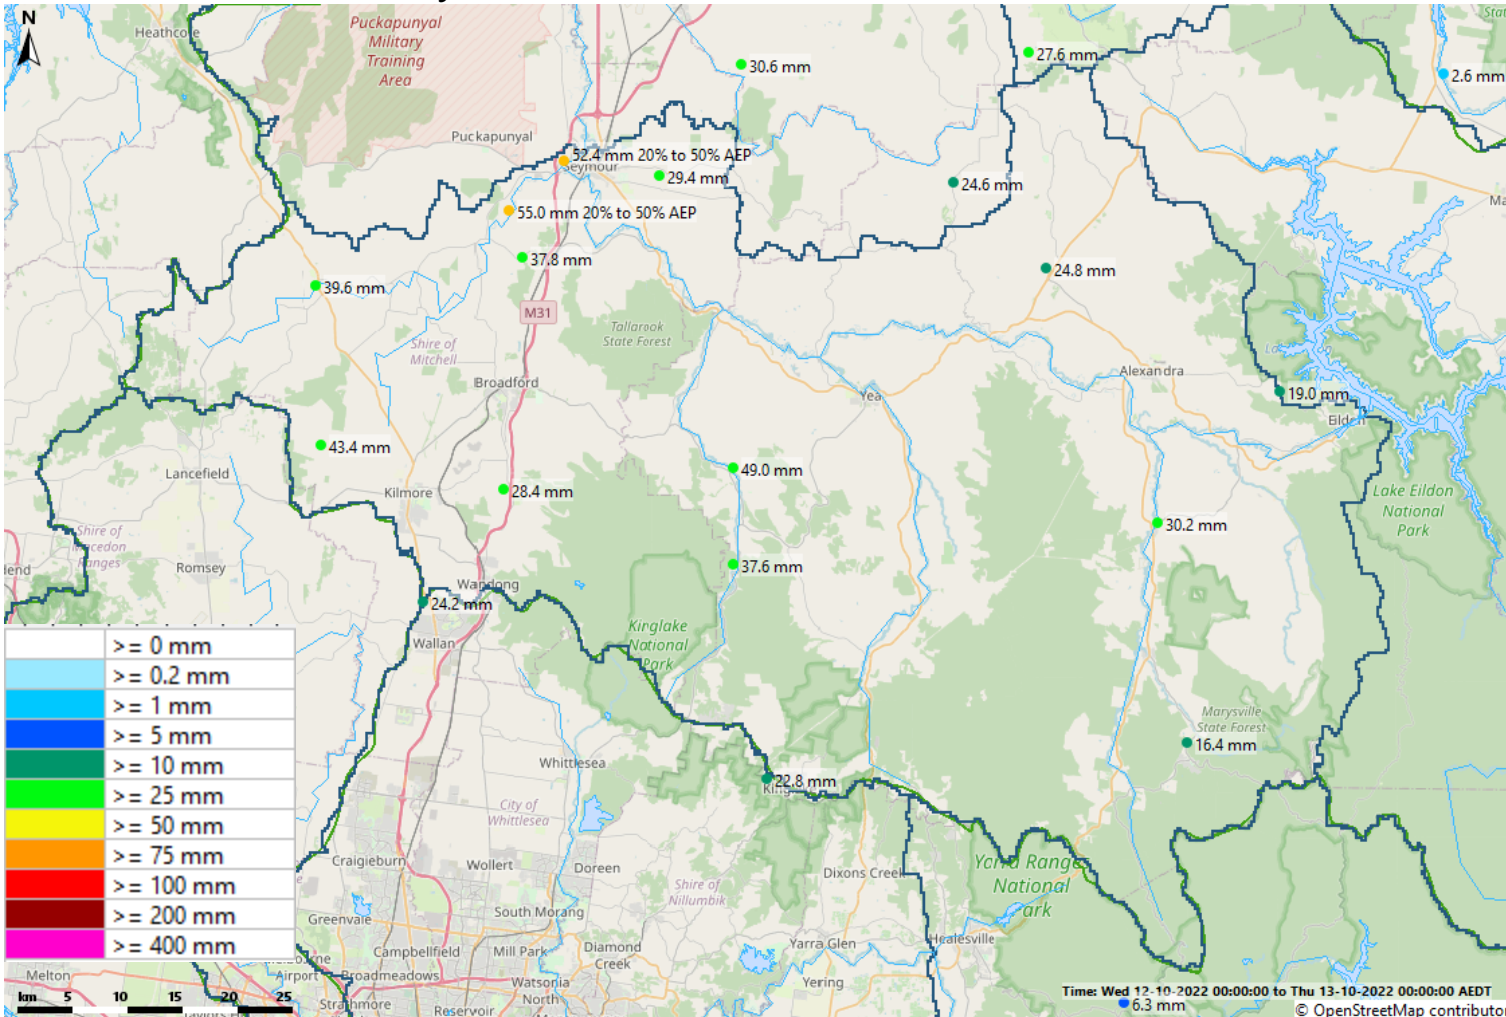 N
Heathcote
Puckapunyal
Military
Training
Area
30.6 mm
27.6 mm
2.6 mm
Puckapunyal
52.4 mm 20% to 50% AEP
Seymour
29.4 mm
24.6 mm
55.0 mm 20% to 50% AEP
37.8 mm
24.8 mm
39.6 mm
M31
Tallarook
State Forest
Shire of
Mitchell
Broadford
Alexandra
Yea
19.0 mm
43.4 mm
Lancefield
49.0 mm
Kilmore
28.4 mm
Lake Eildon
National
Park
30.2 mm
Shire of
Romsey
37.6 mm
Wandong
24.2 mm
Wallan
Kinglake
National
Park
>= 0 mm
>= 0.2 mm
>= 1 mm
>= 5 mm
>= 10 mm
>= 25 mm
>= 50 mm
>= 75 mm
>= 100 mm
>= 200 mm
>= 400 mm
Marysville
State Forest
16.4 mm
Whittlesea
22.8 mm
City of
Whittlesea
Craigieburn
Wollert
Doreen
Dixons Creek
Yarra Range
National
Park
Shire of
Nillumbik
Greenvale
South Morang
Campbellfield
Mill Park
Diamond
Creek
Yarra Glen
Healesville
Melton
Airport
Broadmeadows
Watsonia
North
Yering
km 5 10 15 20 25
Strathmore
Reservoir
Time: Wed 12-10-2022 00:00:00 to Thu 13-10-2022 00:00:00 AEDT
6.3 mm
© OpenStreetMap contributor